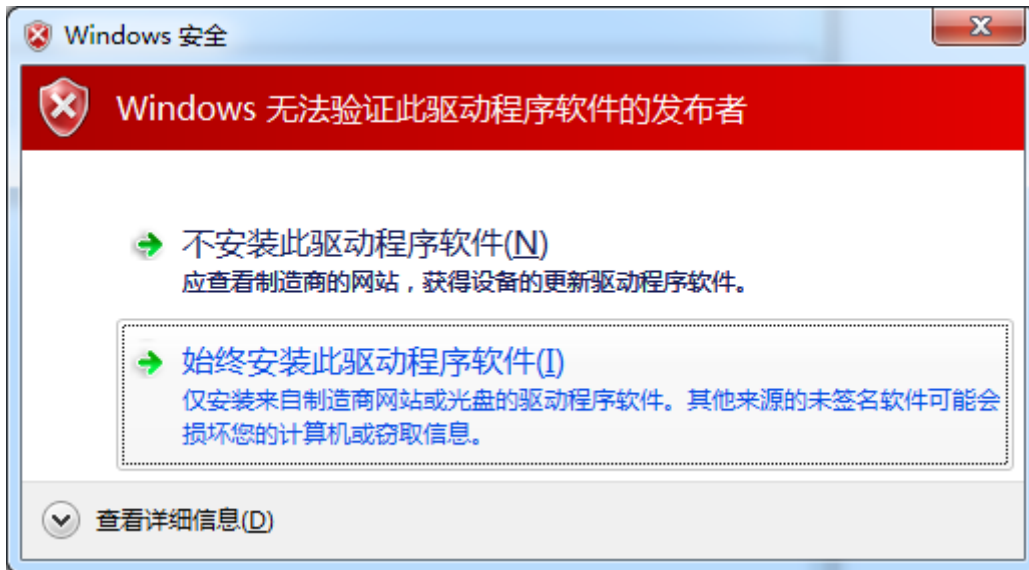 Windows 安全
Windows 无法验证此驱动程序软件的发布者
不安装此驱动程序软件(N)
应查看制造商的网站，获得设备的更新驱动程序软件。
始终安装此驱动程序软件(I)
仅安装来自制造商网站或光盘的驱动程序软件。其他来源的未签名软件可能会
损坏您的计算机或窃取信息。
查看详细信息(D)